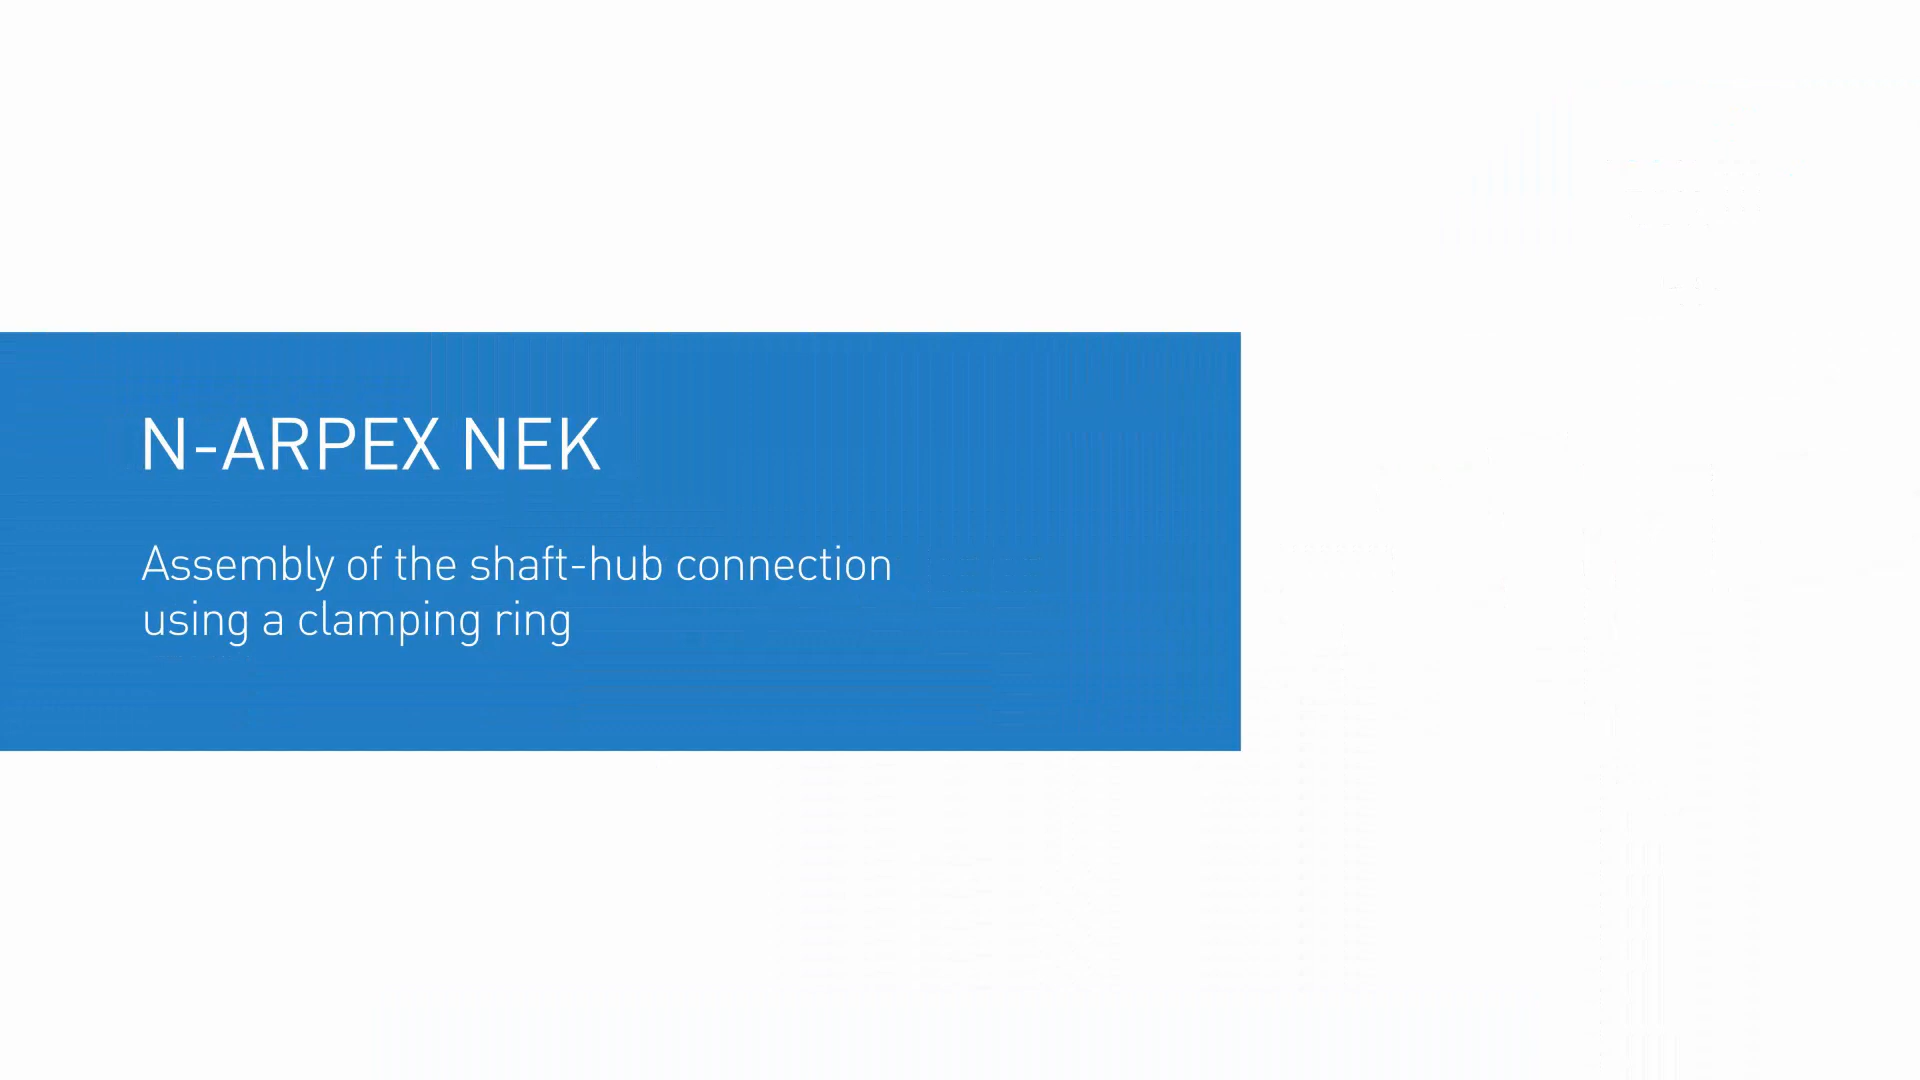 N-ARPEX NEK
Assembly of the shaft-hub connection
using a clamping ring